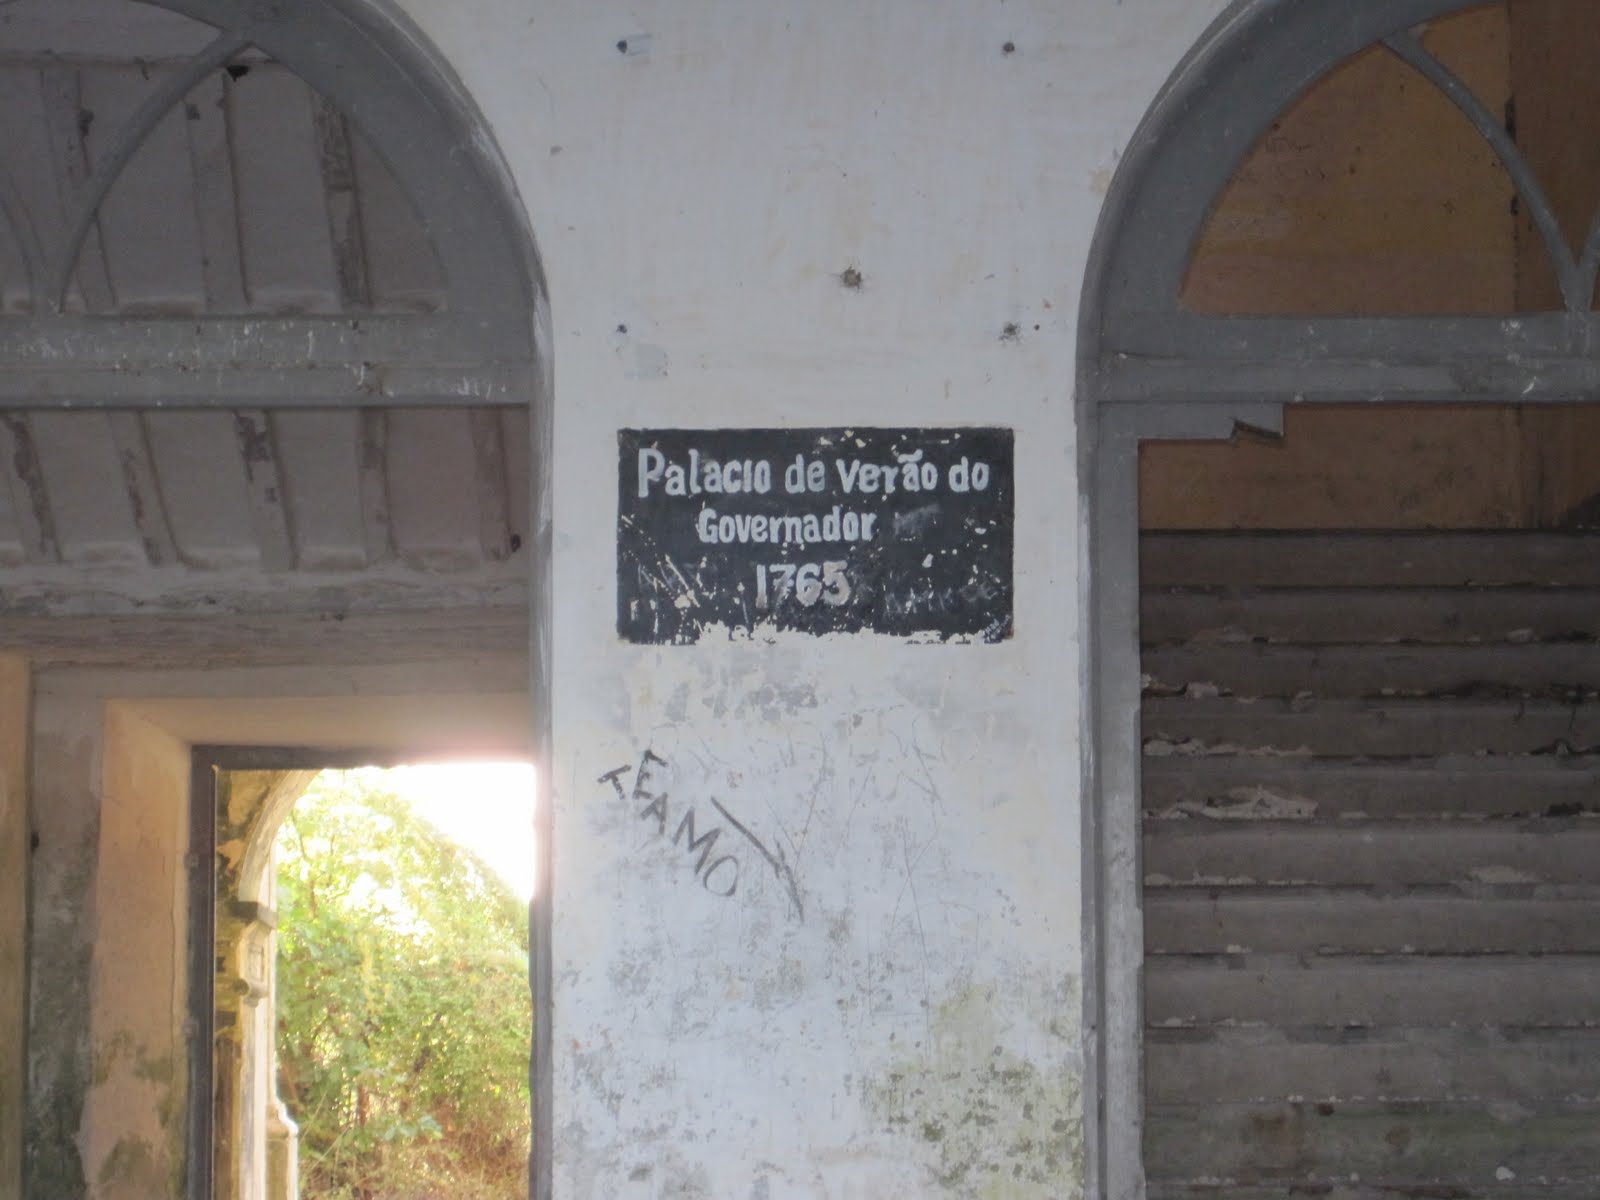 Palacio de verão do
Governador
1765
TE AMO